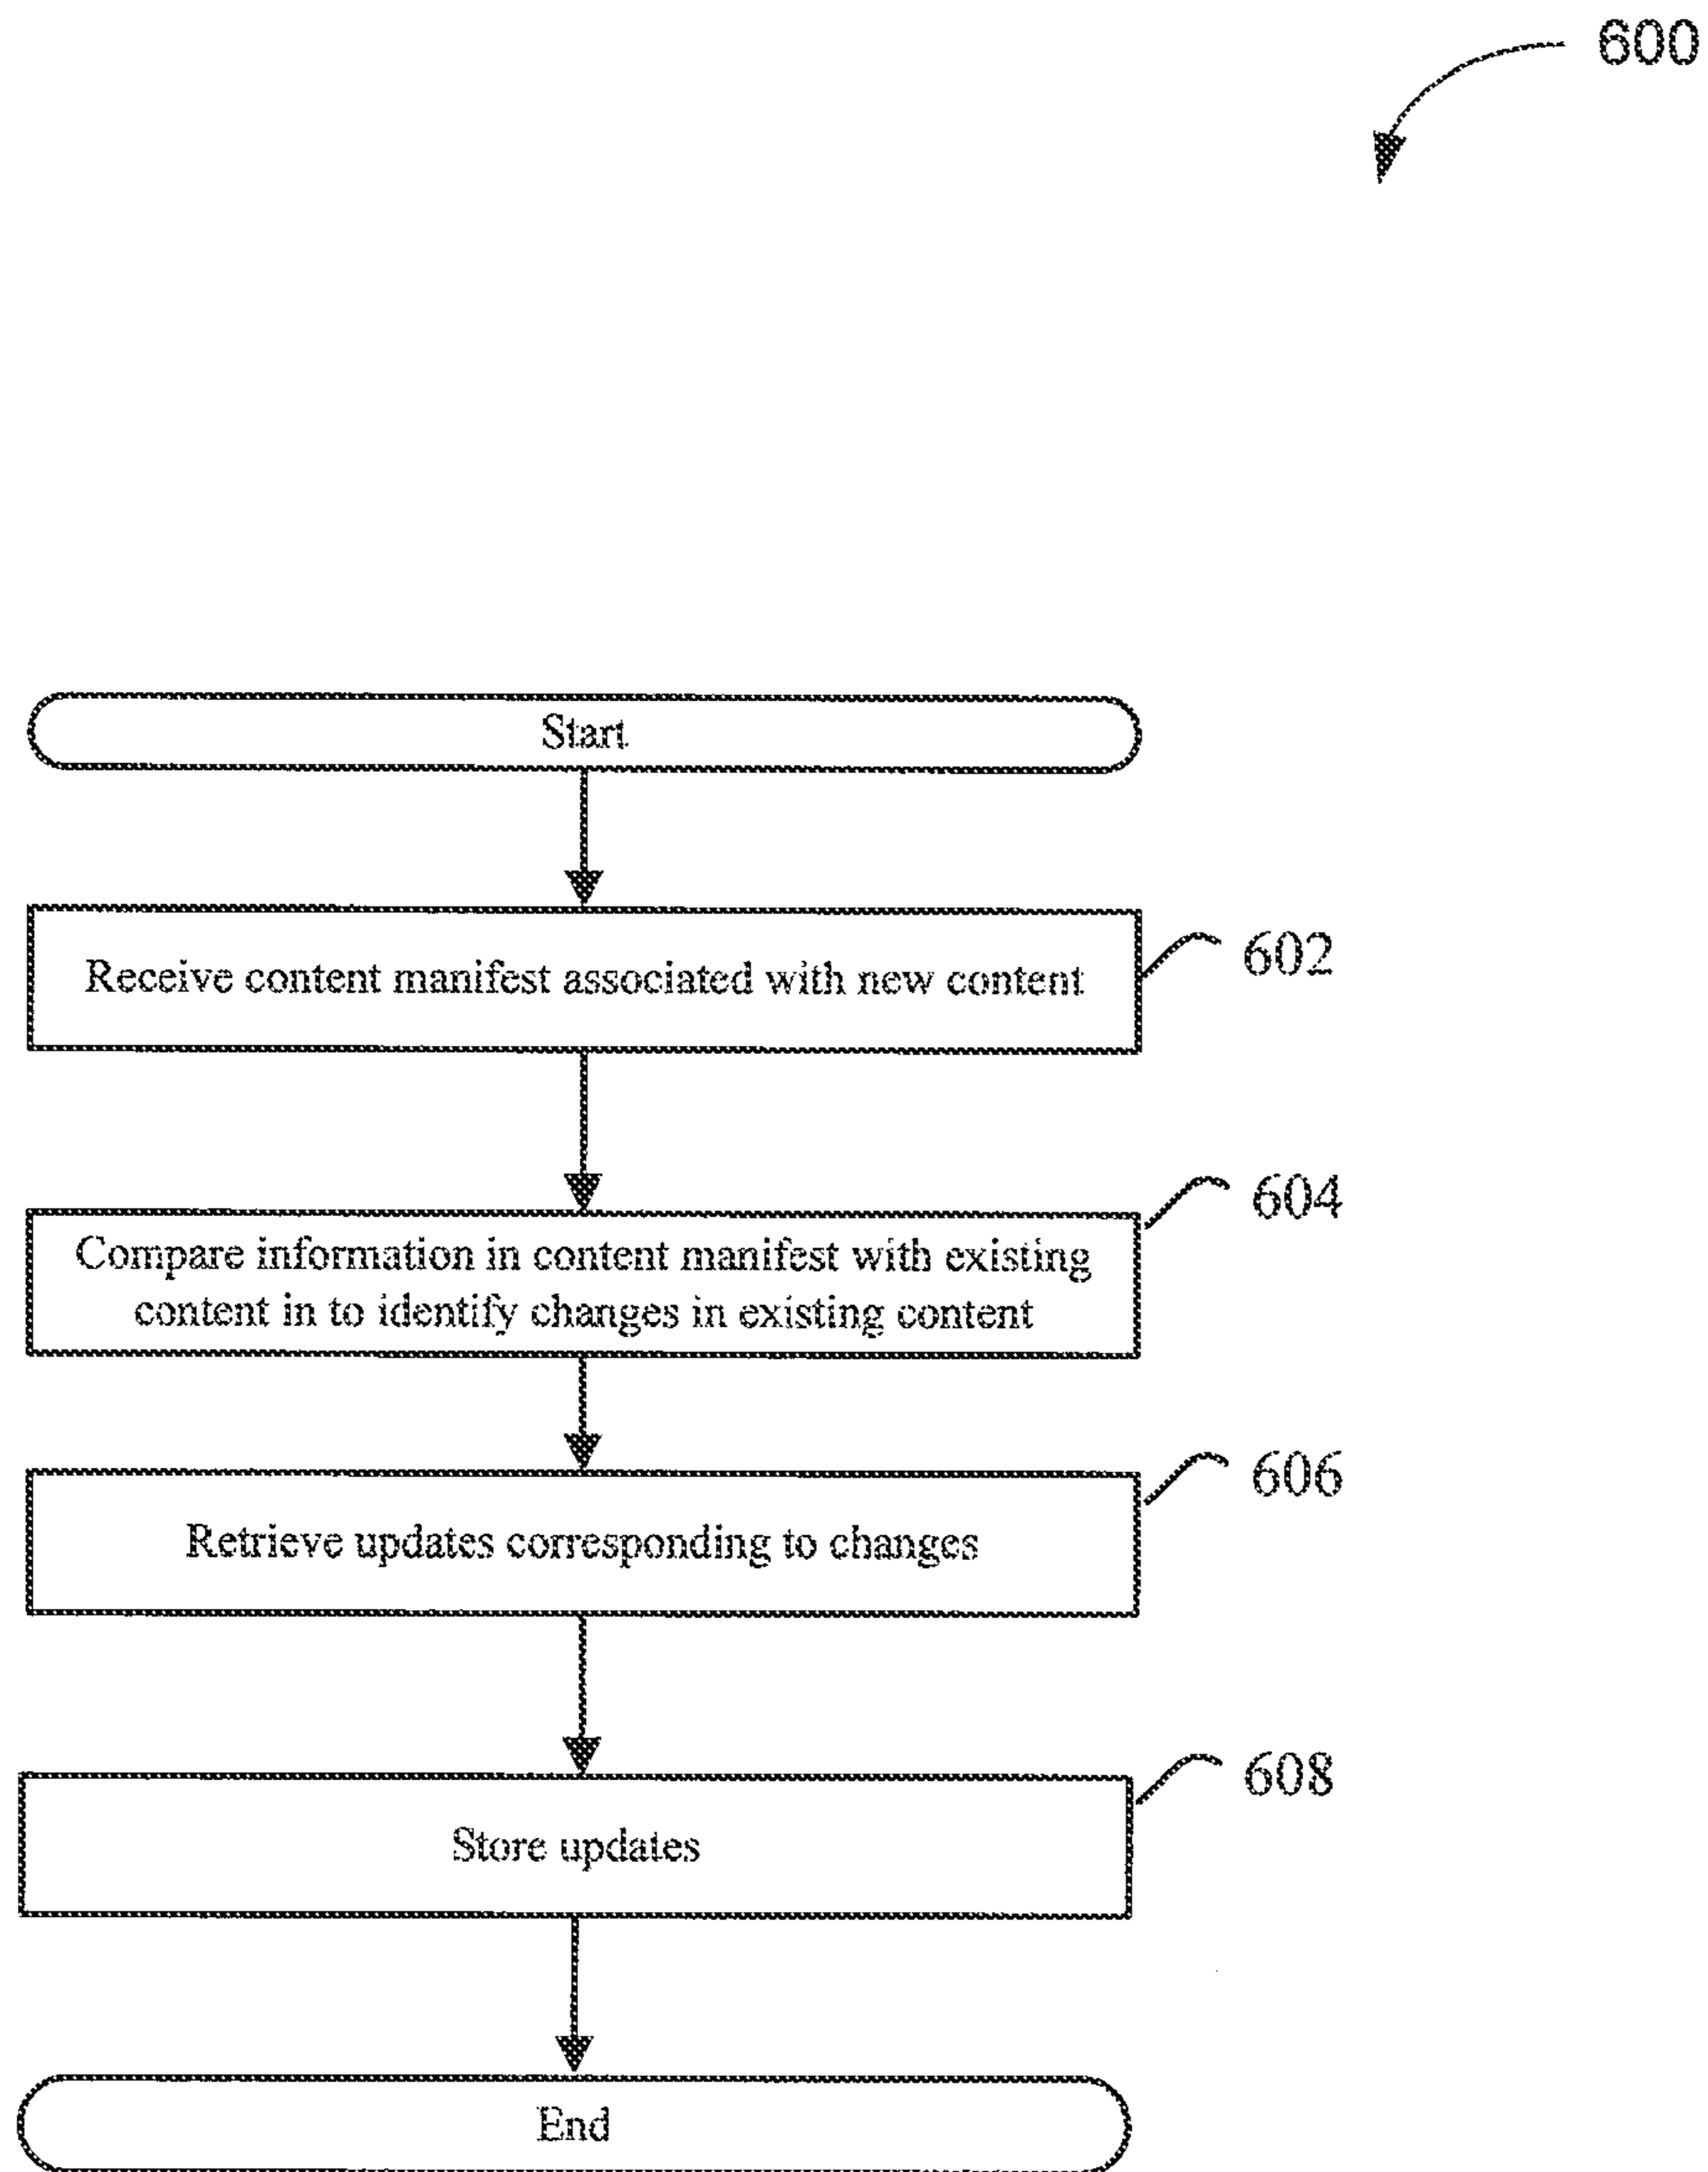 600
Start
Receive content manifest associated with new content
602
Compare information in content manifest with existing
content in to identify changes in existing content
604
Retrieve updates corresponding to changes
606
Store updates
608
End